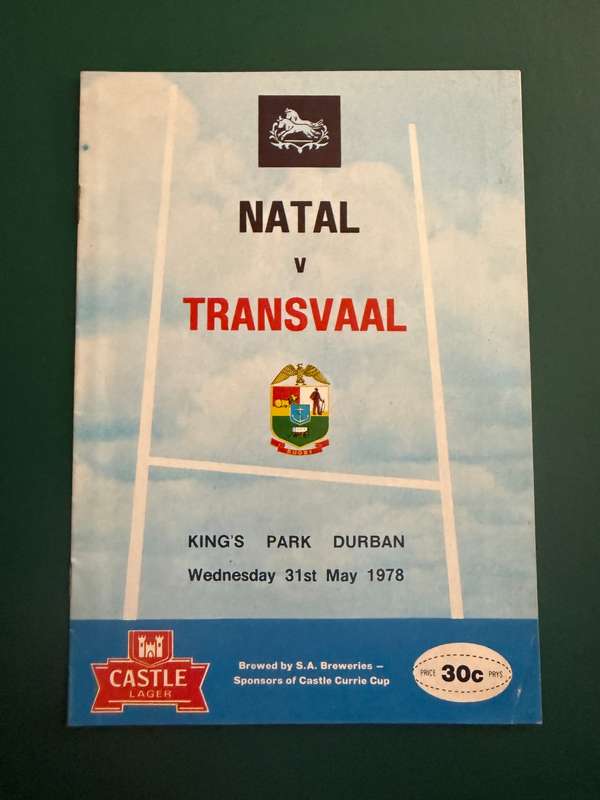 NATAL
v
TRANSVAAL
RUGBY
KING'S PARK DURBAN
Wednesday 31st May 1978
CASTLE
LAGER
Brewed by S.A. Breweries –
Sponsors of Castle Currie Cup
PRICE 30c PRYS